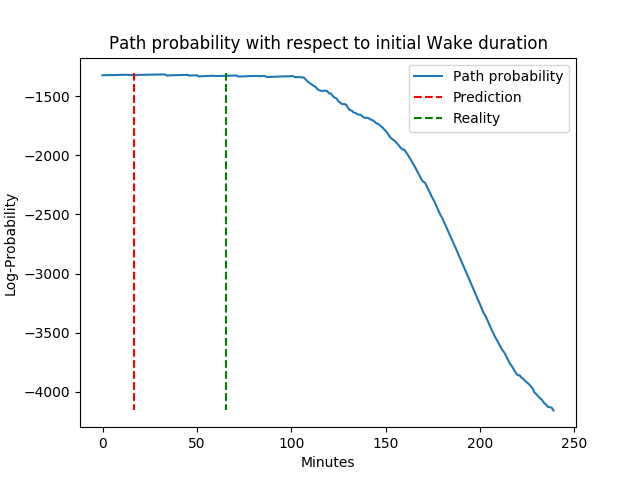 Path probability with respect to initial Wake duration
Path probability
Prediction
Reality
Log-Probability
−1500
−2000
−2500
−3000
−3500
−4000
0 50 100 150 200 250
Minutes